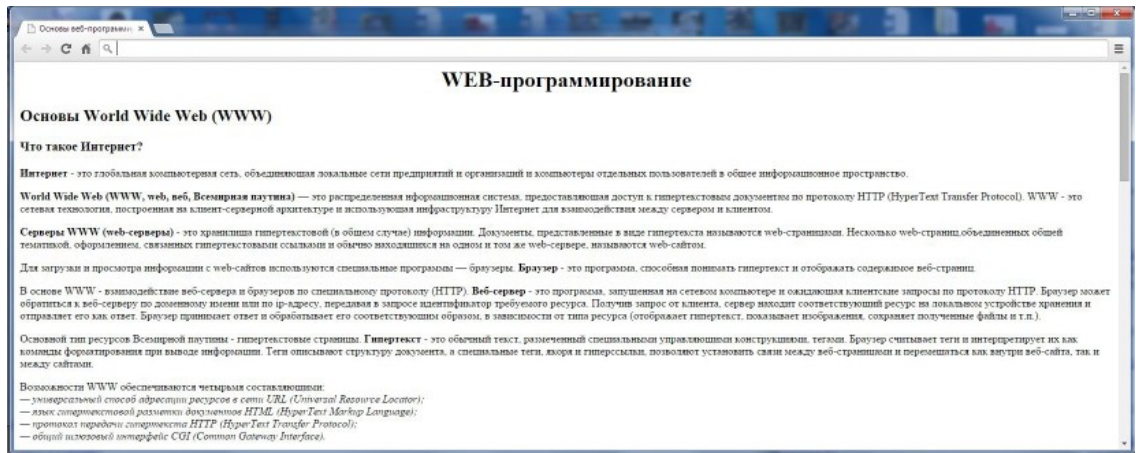 Основы веб-программи
WEB-программирование
Основы World Wide Web (WWW)
Что такое Интернет?
Интернет - это глобальная компьютерная сеть, объединяющая локальные сети предприятий и организаций и компьютеры отдельных пользователей в общее информационное пространство.
World Wide Web (WWW, web, веб, Всемирная паутина) — это распределенная нформационная система, предоставляющая доступ к гипертекстовым документам по протоколу HTTP (HyperText Transfer Protocol). WWW - это
сетевая технология, построенная на клиент-серверной архитектуре и использующая инфраструктуру Интернет для взаимодействия между сервером и клиентом.
Серверы WWW (web-серверы) - это хранилища гипертекстовой (в общем случае) информации. Документы, представленные в виде гипертекста называются web-страницами. Несколько web-страниц,объединенных общей
тематикой, оформлением, связанных гипертекстовыми ссылками и обычно находящихся на одном и том же web-сервере, называются web-сайтом.
Для загрузки и просмотра информации с web-сайтов используются специальные программы — браузеры. Браузер - это программа, способная понимать гипертекст и отображать содержимое веб-страниц.
В основе WWW - взаимодействие веб-сервера и браузеров по специальному протоколу (HTTP). Веб-сервер - это программа, запущенная на сетевом компьютере и ожидающая клиентские запросы по протоколу HTTP. Браузер может
обратиться к веб-серверу по доменному имени или по ip-адресу, передавая в запросе идентификатор требуемого ресурса. Получив запрос от клиента, сервер находит соответствующий ресурс на локальном устройстве хранения и
отправляет его как ответ. Браузер принимает ответ и обрабатывает его соответствующим образом, в зависимости от типа ресурса (отображает гипертекст, показывает изображения, сохраняет полученные файлы и т.п.).
Основной тип ресурсов Всемирной паутины - гипертекстовые страницы. Гипертекст - это обычный текст, размеченный специальными управляющими конструкциями, тегами. Браузер считывает теги и интерпретирует их как
команды форматирования при выводе информации. Теги описывают структуру документа, а специальные теги, якоря и гиперссылки, позволяют установить связи между веб-страницами и перемещаться как внутри веб-сайта, так и
между сайтами.
Возможности WWW обеспечиваются четырьмя составляющими:
— универсальный способ адресации ресурсов в сети URL (Universal Resource Locator);
— язык гипертекстовой разметки документов HTML (HyperText Markup Language);
— протокол передачи гипертекста HTTP (HyperText Transfer Protocol);
— общий шлюзовый интерфейс CGI (Common Gateway Interface).